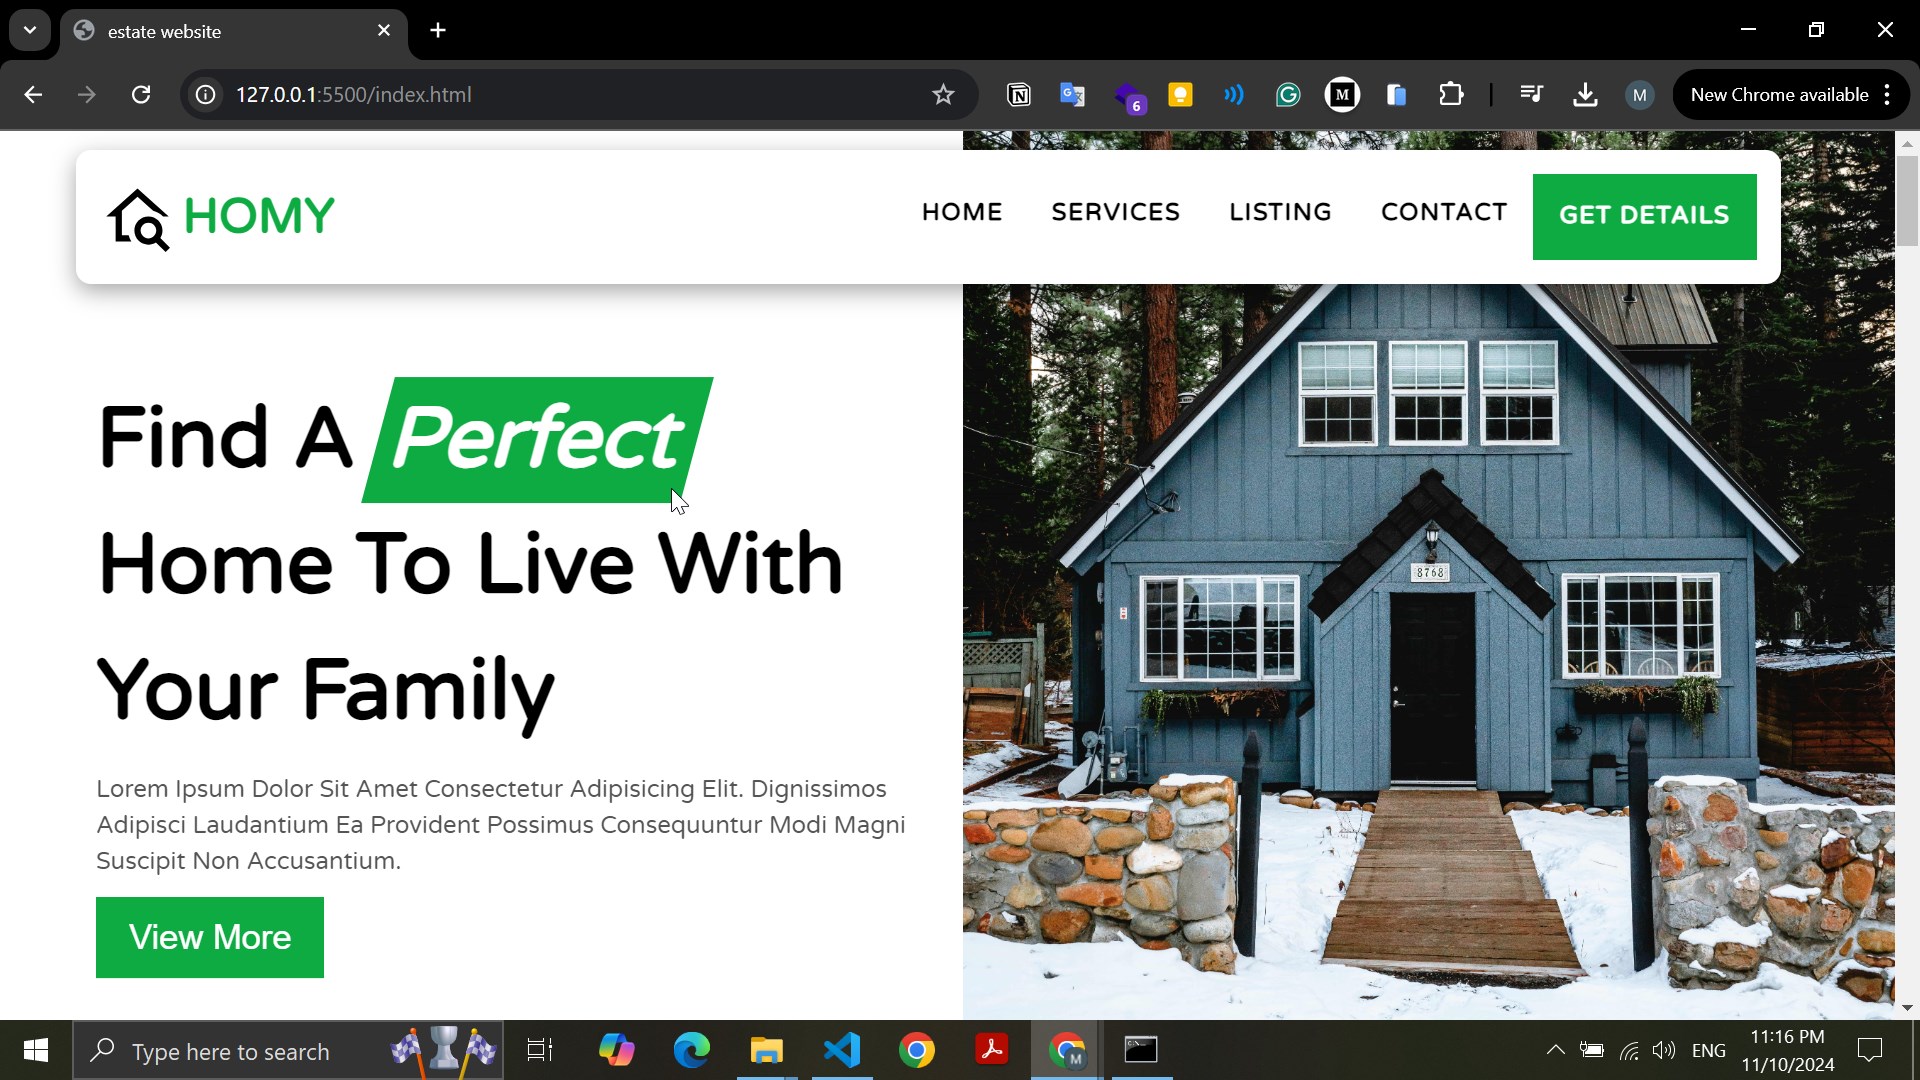 estate website
127.0.0.1:5500/index.html
6
M
M
New Chrome available
HOMY
HOME
SERVICES
LISTING
CONTACT
GET DETAILS
Find A Perfect
Home To Live With
Your Family
8768
Lorem Ipsum Dolor Sit Amet Consectetur Adipisicing Elit. Dignissimos
Adipisci Laudantium Ea Provident Possimus Consequuntur Modi Magni
Suscipit Non Accusantium.
View More
Type here to search
M
ENG
11:16 PM
11/10/2024